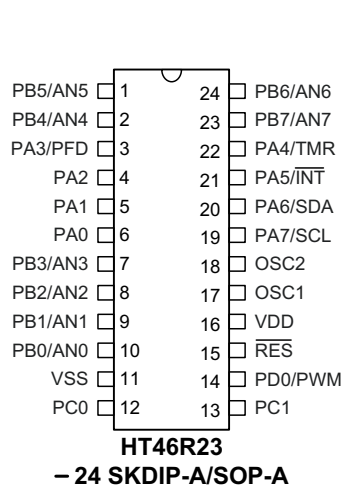 PB5/AN5 1 24 PB6/AN6
PB4/AN4 2 23 PB7/AN7
PA3/PFD 3 22 PA4/TMR
PA2 4 21 PA5/INT
PA1 5 20 PA6/SDA
PA0 6 19 PA7/SCL
PB3/AN3 7 18 OSC2
PB2/AN2 8 17 OSC1
PB1/AN1 9 16 VDD
PB0/AN0 10 15 RES
VSS 11 14 PD0/PWM
PC0 12 13 PC1
HT46R23
– 24 SKDIP-A/SOP-A